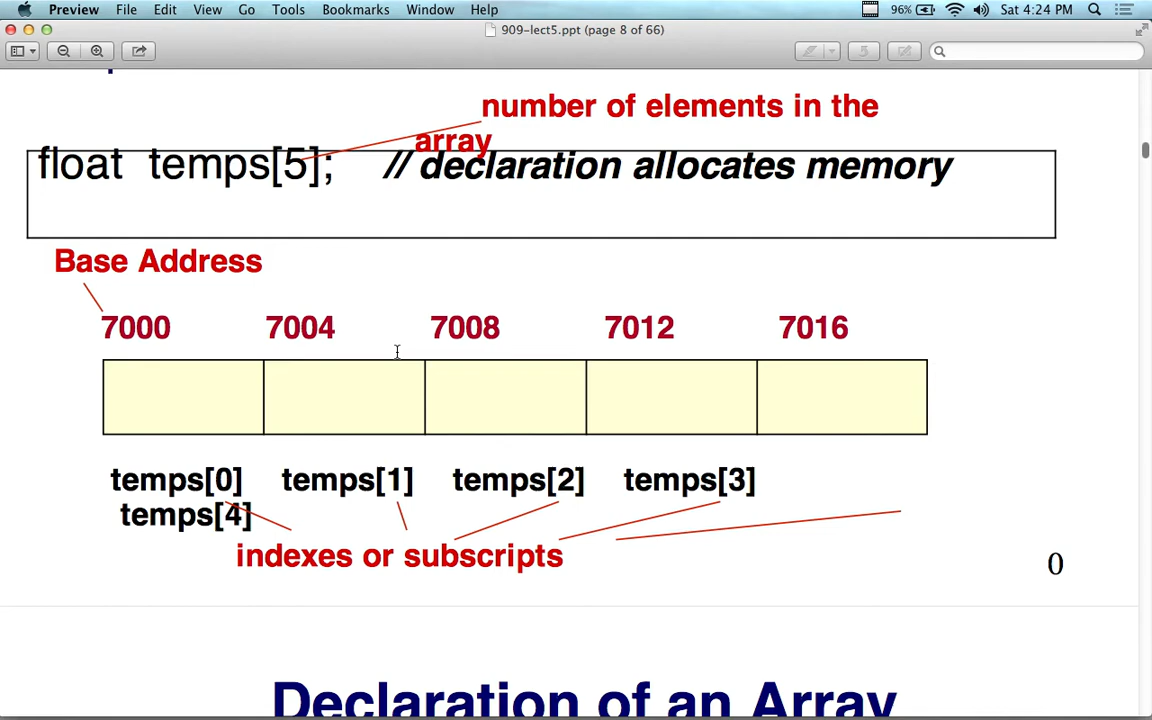 Preview File Edit View Go Tools Bookmarks Window Help 96% Sat 4:24 PM
909-lect5.ppt (page 8 of 66)
number of elements in the
array
float temps[5]; // declaration allocates memory
Base Address
7000 7004 7008 7012 7016
temps[0] temps[1] temps[2] temps[3]
temps[4]
indexes or subscripts
0
Declaration of an Array